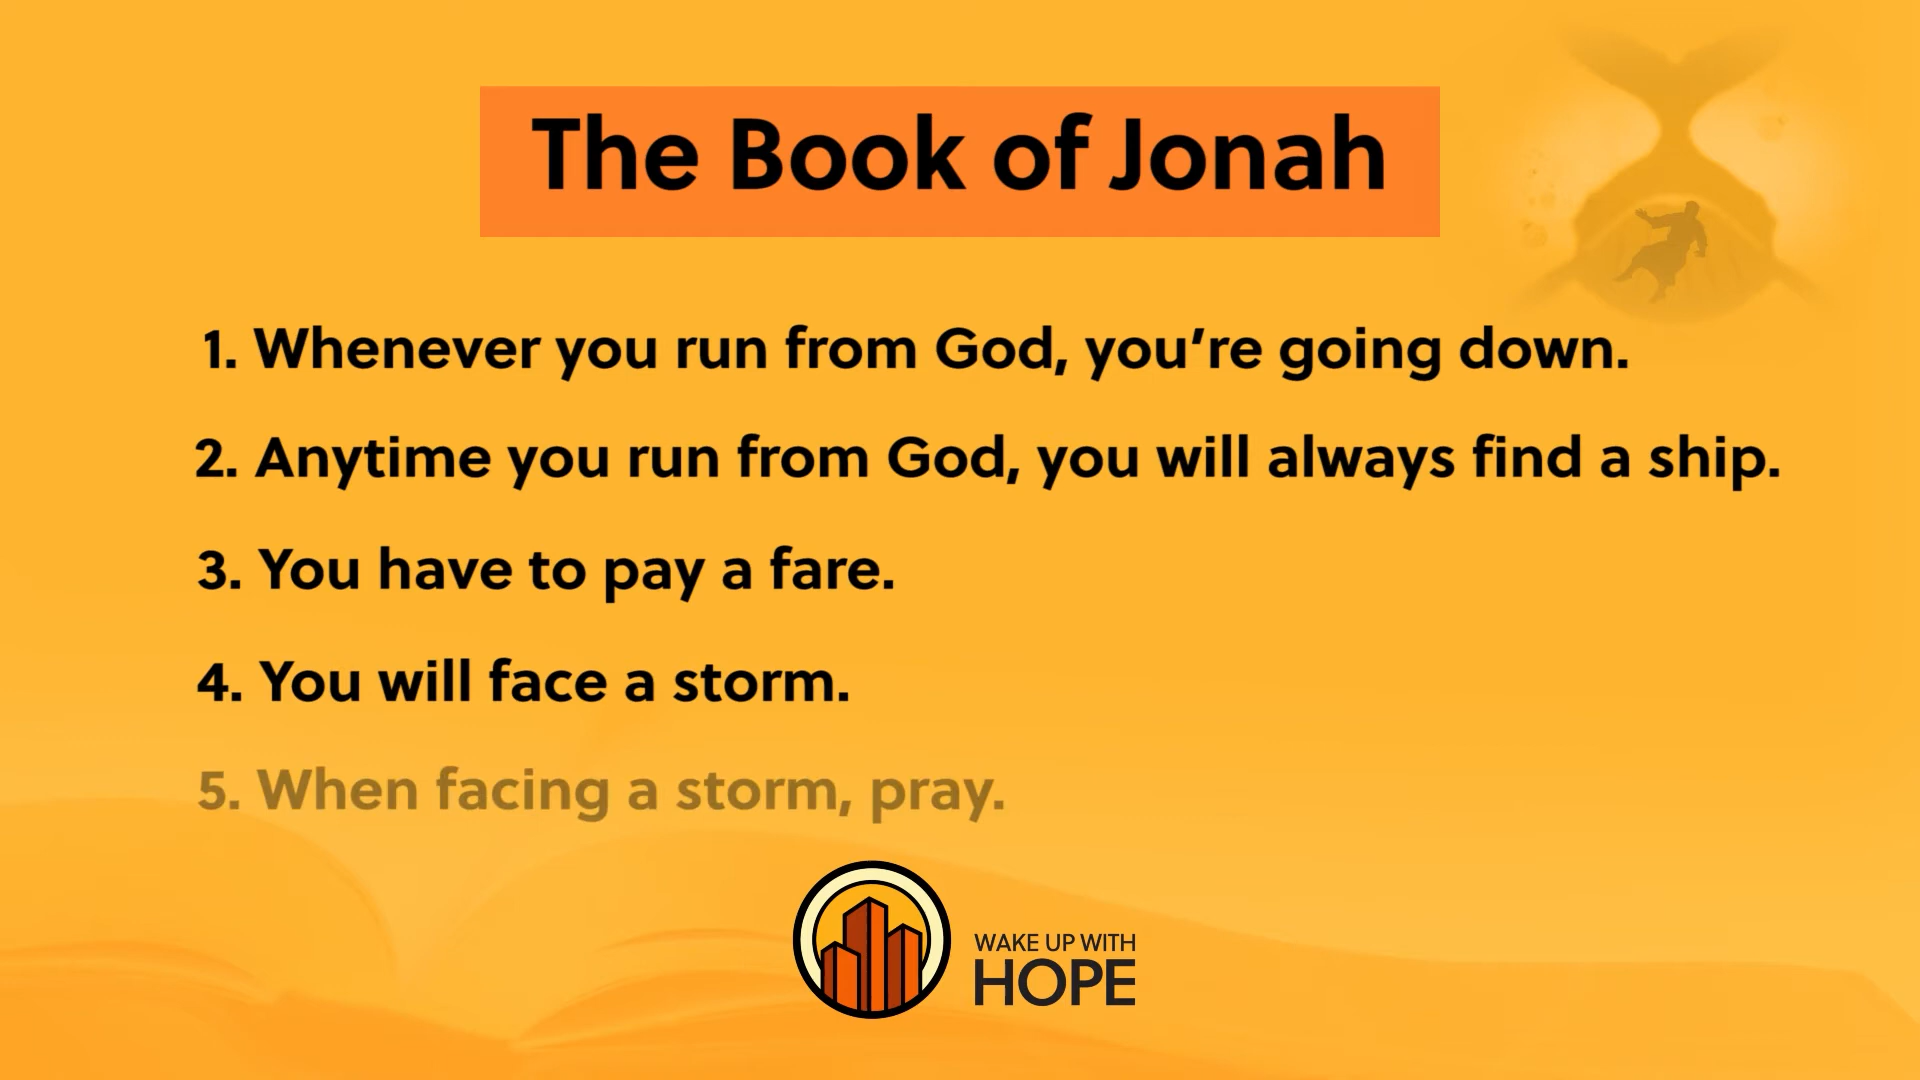 The Book of Jonah
1. Whenever you run from God, you’re going down.
2. Anytime you run from God, you will always find a ship.
3. You have to pay a fare.
4. You will face a storm.
5. When facing a storm, pray.
WAKE UP WITH
HOPE